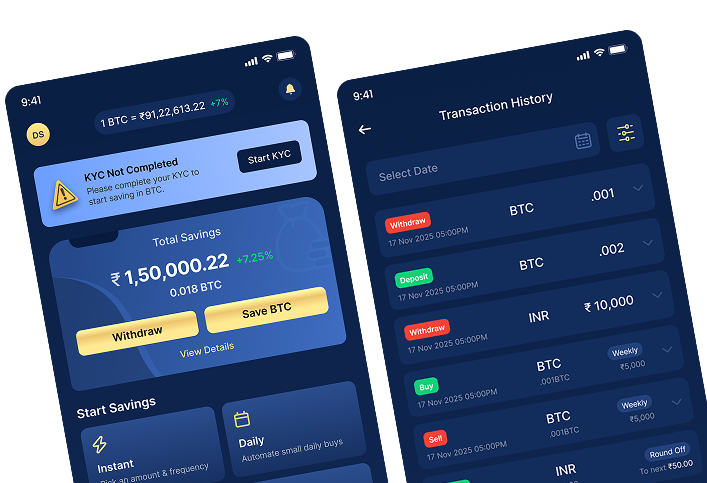 9:41
DS
1 BTC = ₹91,22,613.22 +7%
KYC Not Completed
Please complete your KYC to
start saving in BTC.
Start KYC
Total Savings
₹ 1,50,000.22 +7.25%
0.018 BTC
Withdraw
Save BTC
View Details
Start Savings
Instant
Pick an amount & frequency
Daily
Automate small daily buys
9:41
Transaction History
Select Date
Withdraw
17 Nov 2025 05:00PM
BTC
.001
Deposit
17 Nov 2025 05:00PM
BTC
.002
Withdraw
17 Nov 2025 05:00PM
INR
₹ 10,000
Buy
17 Nov 2025 05:00PM
BTC
.001BTC
Weekly
₹5,000
Sell
17 Nov 2025 05:00PM
BTC
.001BTC
Weekly
₹5,000
INR
Round Off
To next ₹50.00